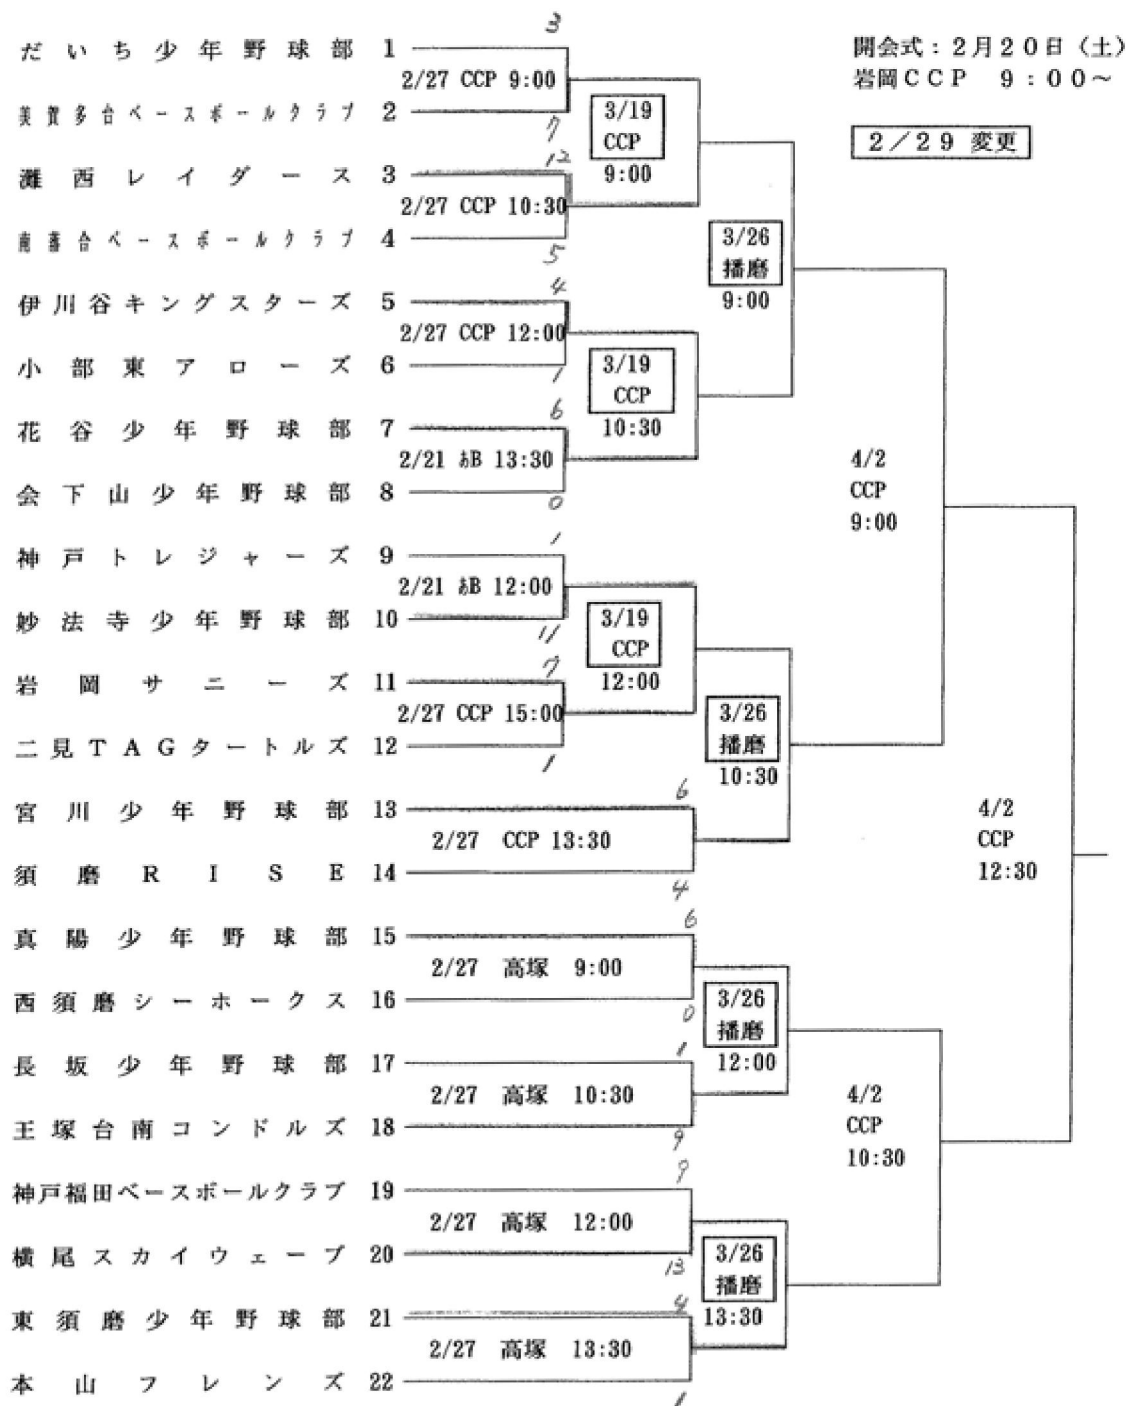 開会式：2月20日（土）
岩岡CCP　9：00～
2／29 変更
3
だいち少年野球部 1
2/27 CCP 9:00
美賀多台ベースボールクラブ 2
7
3/19
CCP
9:00
12
灘西レイダース 3
2/27 CCP 10:30
南落合ベースボールクラブ 4
5
3/26
播磨
9:00
4
伊川谷キングスターズ 5
2/27 CCP 12:00
小部東アローズ 6
1
3/19
CCP
10:30
6
花谷少年野球部 7
2/21 あB 13:30
会下山少年野球部 8
0
4/2
CCP
9:00
1
神戸トレジャーズ 9
2/21 あB 12:00
妙法寺少年野球部 10
11
3/19
CCP
12:00
7
岩岡サニーズ 11
2/27 CCP 15:00
二見TAGタートルズ 12
1
3/26
播磨
10:30
6
宮川少年野球部 13
2/27 CCP 13:30
須磨RISE 14
4
4/2
CCP
12:30
6
真陽少年野球部 15
2/27 高塚 9:00
西須磨シーホークス 16
0
3/26
播磨
12:00
1
長坂少年野球部 17
2/27 高塚 10:30
王塚台南コンドルズ 18
9
4/2
CCP
10:30
9
神戸福田ベースボールクラブ 19
2/27 高塚 12:00
横尾スカイウェーブ 20
13
3/26
播磨
13:30
4
東須磨少年野球部 21
2/27 高塚 13:30
本山フレンズ 22
1